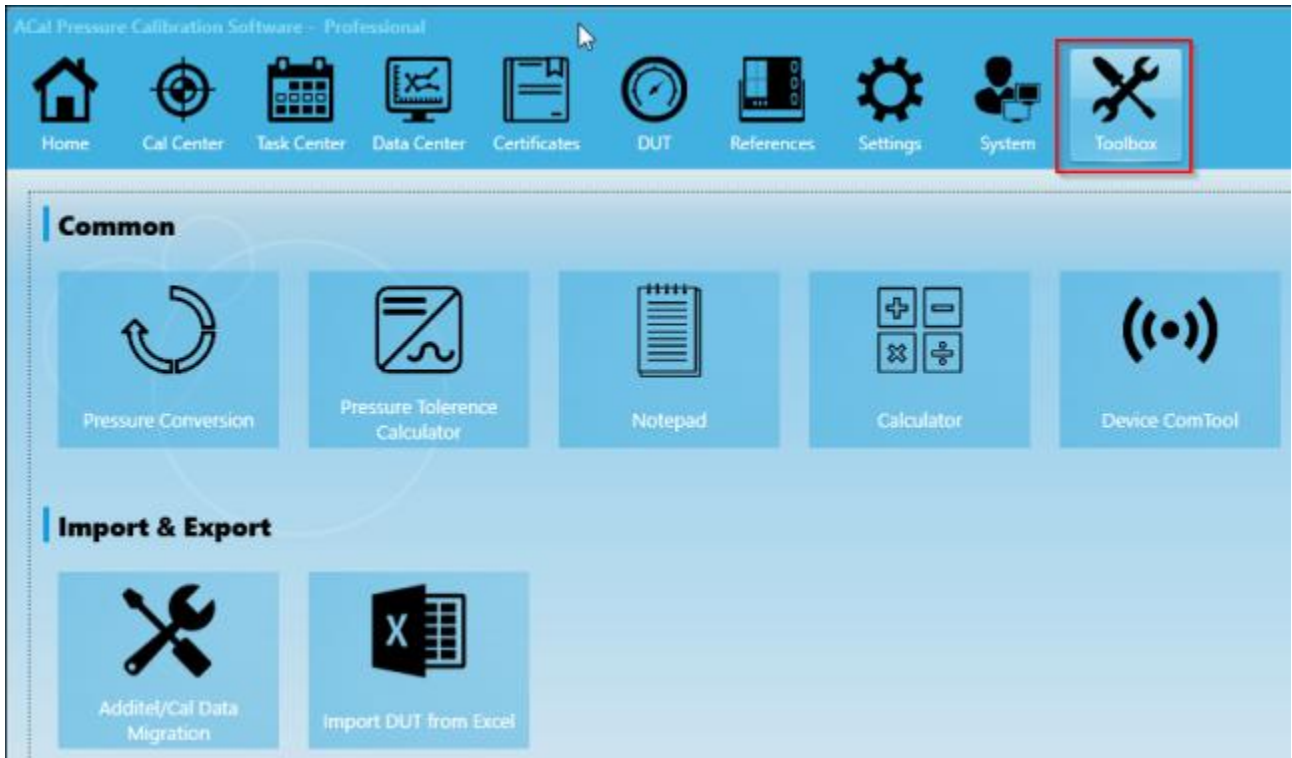 ACal Pressure Calibration Software - Professional
Home Cal Center Task Center Data Center Certificates DUT References Settings System Toolbox
Common
Pressure Conversion
Pressure Tolerence
Calculator
Notepad
Calculator
Device ComTool
Import & Export
Additel/Cal Data
Migration
Import DUT from Excel